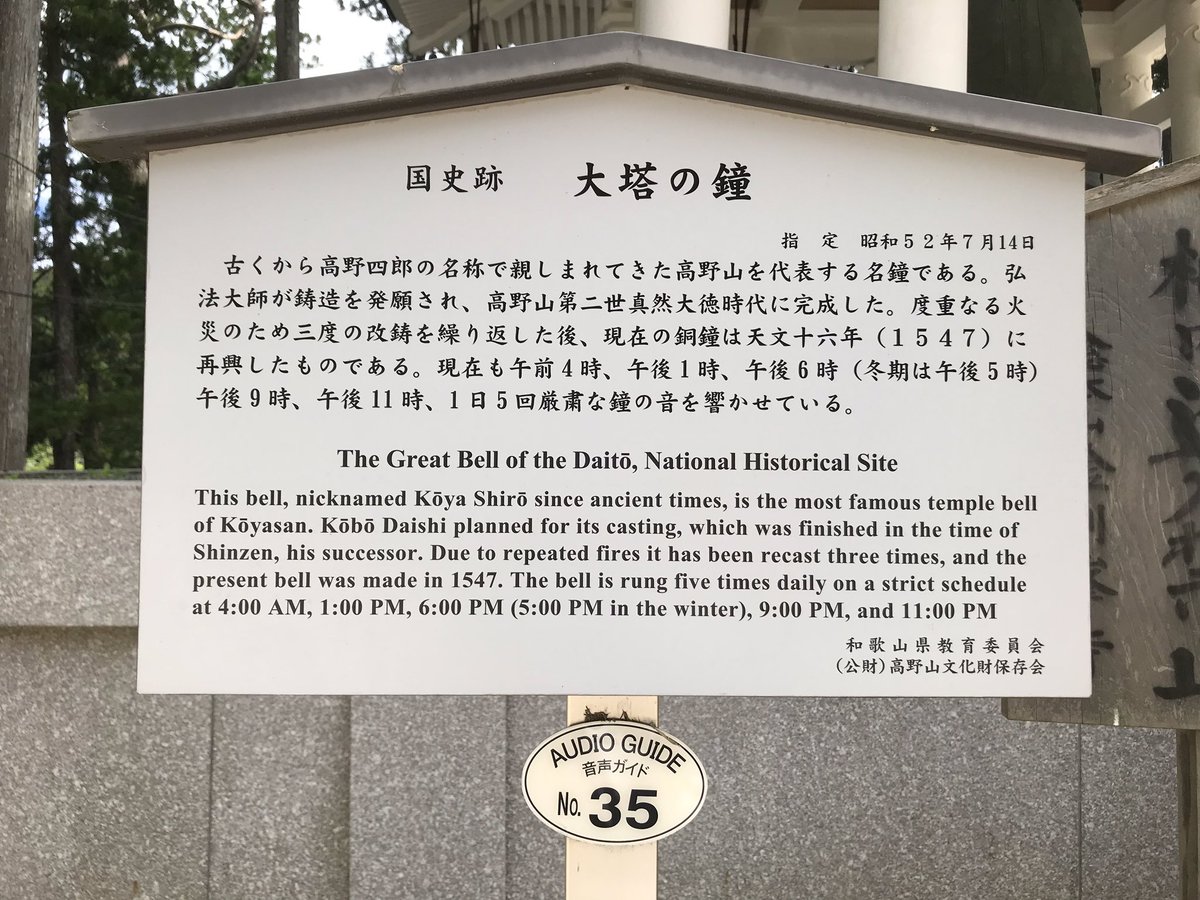 国史跡 大塔の鐘
指 定 昭和52年7月14日
古くから高野四郎の名称で親しまれてきた高野山を代表する名鐘である。弘
法大師が鋳造を発願され、高野山第二世真然大徳時代に完成した。度重なる火
災のため三度の改鋳を繰り返した後、現在の銅鐘は天文十六年（1547）に
再興したものである。現在も午前4時、午後1時、午後6時（冬期は午後5時）
午後9時、午後11時、1日5回厳粛な鐘の音を響かせている。
The Great Bell of the Daitō, National Historical Site
This bell, nicknamed Kōya Shirō since ancient times, is the most famous temple bell
of Kōyasan. Kōbō Daishi planned for its casting, which was finished in the time of
Shinzen, his successor. Due to repeated fires it has been recast three times, and the
present bell was made in 1547. The bell is rung five times daily on a strict schedule
at 4:00 AM, 1:00 PM, 6:00 PM (5:00 PM in the winter), 9:00 PM, and 11:00 PM
和歌山県教育委員会
（公財）高野山文化財保存会
AUDIO GUIDE
音声ガイド
No. 35